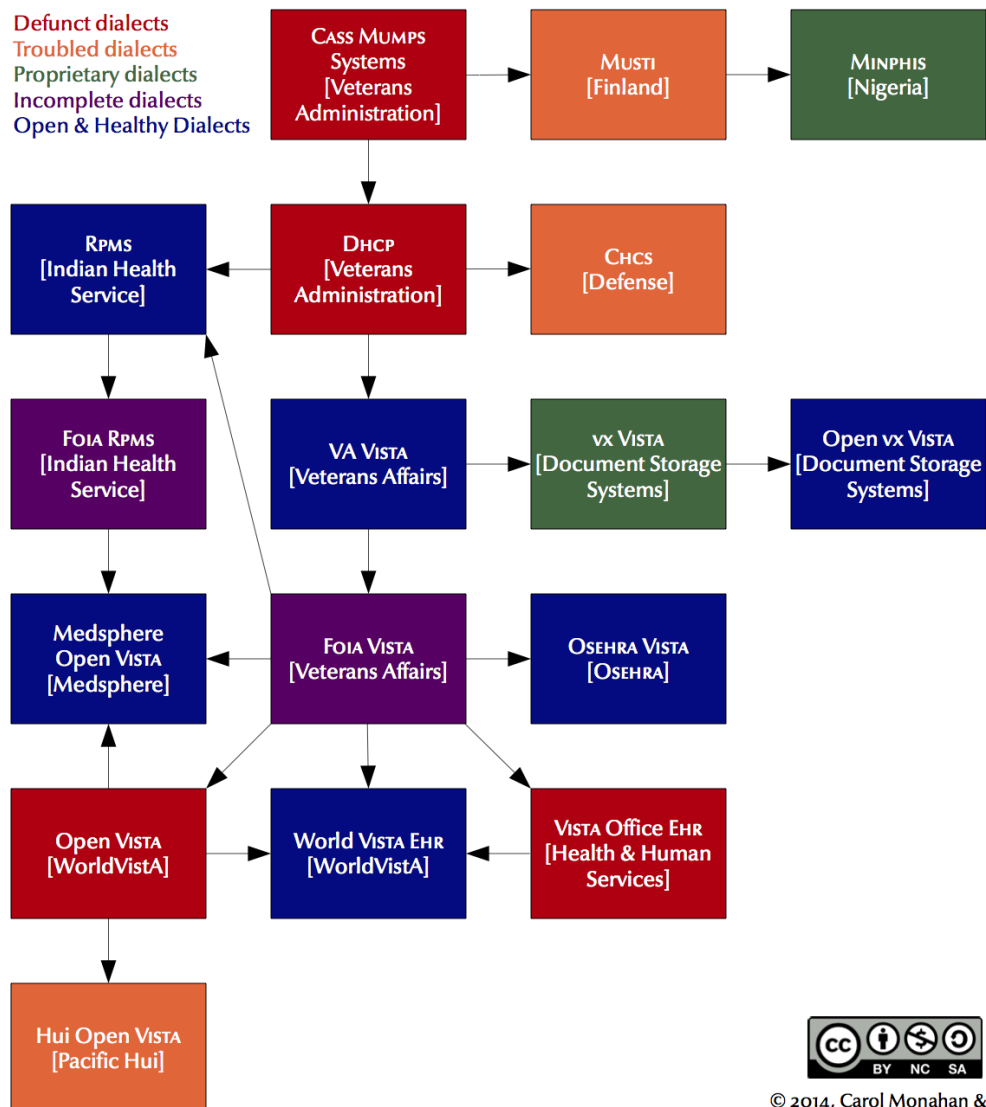 Defunct dialects
Troubled dialects
Proprietary dialects
Incomplete dialects
Open & Healthy Dialects
Cass Mumps
Systems
[Veterans
Administration]
Musti
[Finland]
Minphis
[Nigeria]
Rpms
[Indian Health
Service]
Dhcp
[Veterans
Administration]
Chcs
[Defense]
Foia Rpms
[Indian Health
Service]
VA Vista
[Veterans Affairs]
vx Vista
[Document Storage
Systems]
Open vx Vista
[Document Storage
Systems]
Medsphere
Open Vista
[Medsphere]
Foia Vista
[Veterans Affairs]
Osehra Vista
[Osehra]
Open Vista
[WorldVistA]
World Vista Ehr
[WorldVistA]
Vista Office Ehr
[Health & Human
Services]
Hui Open Vista
[Pacific Hui]
cc
BY NC SA
© 2014, Carol Monahan &